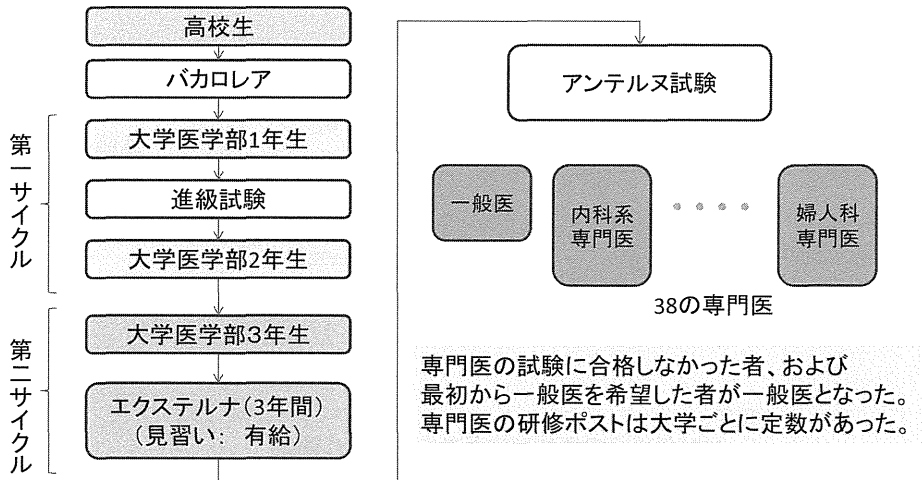 高校生
バカロレア
大学医学部1年生
進級試験
大学医学部2年生
第一サイクル
大学医学部3年生
エクステルナ(3年間)
(見習い: 有給)
第二サイクル
アンテルヌ試験
一般医
内科系
専門医
婦人科
専門医
38の専門医
専門医の試験に合格しなかった者、および
最初から一般医を希望した者が一般医となった。
専門医の研修ポストは大学ごとに定数があった。